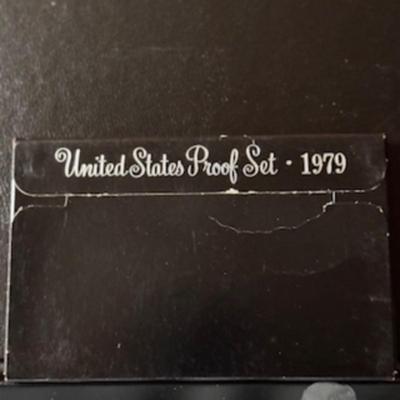 United States Proof Set · 1979